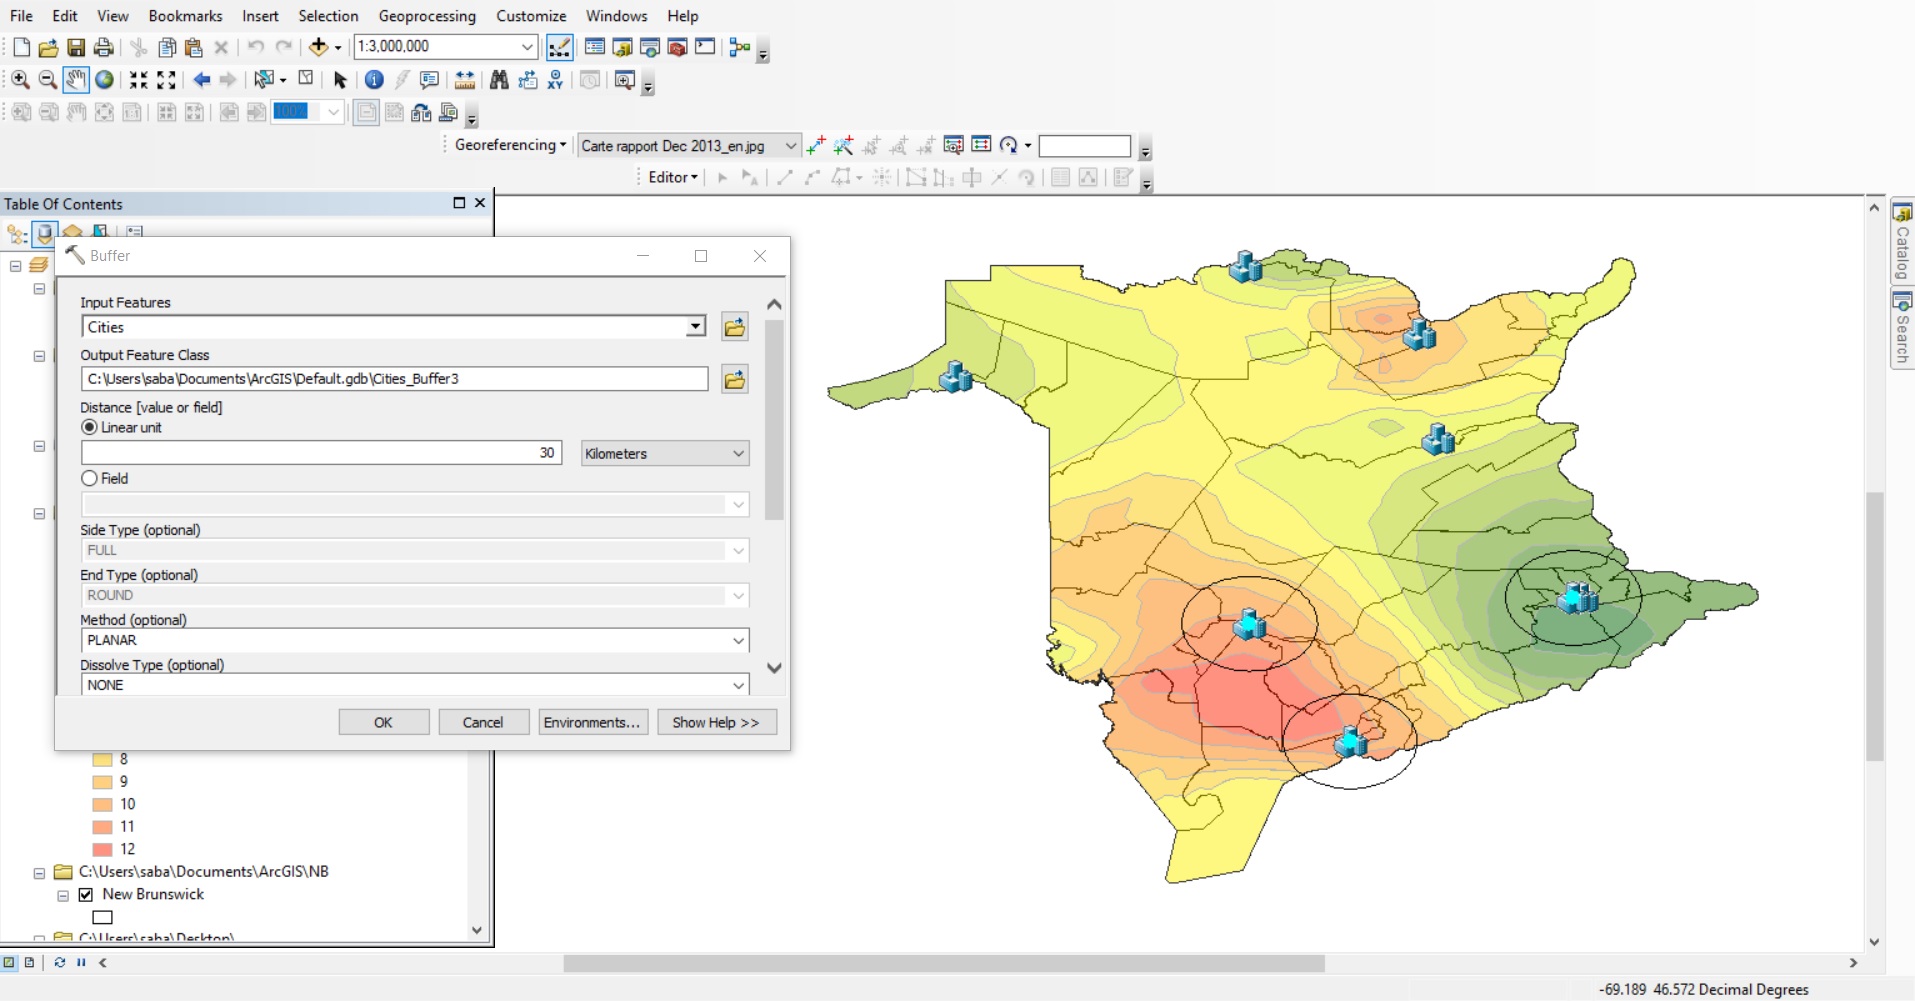 File Edit View Bookmarks Insert Selection Geoprocessing Customize Windows Help
1:3,000,000
100%
Georeferencing Carte rapport Dec 2013_en.jpg
Editor
Table Of Contents
Catalog
Search
Buffer
Input Features
Cities
Output Feature Class
C:\Users\saba\Documents\ArcGIS\Default.gdb\Cities_Buffer3
Distance [value or field]
Linear unit
30 Kilometers
Field
Side Type (optional)
FULL
End Type (optional)
ROUND
Method (optional)
PLANAR
Dissolve Type (optional)
NONE
OK Cancel Environments... Show Help >>
8
9
10
11
12
C:\Users\saba\Documents\ArcGIS\NB
New Brunswick
C:\Users\saba\Desktop\
-69.189 46.572 Decimal Degrees